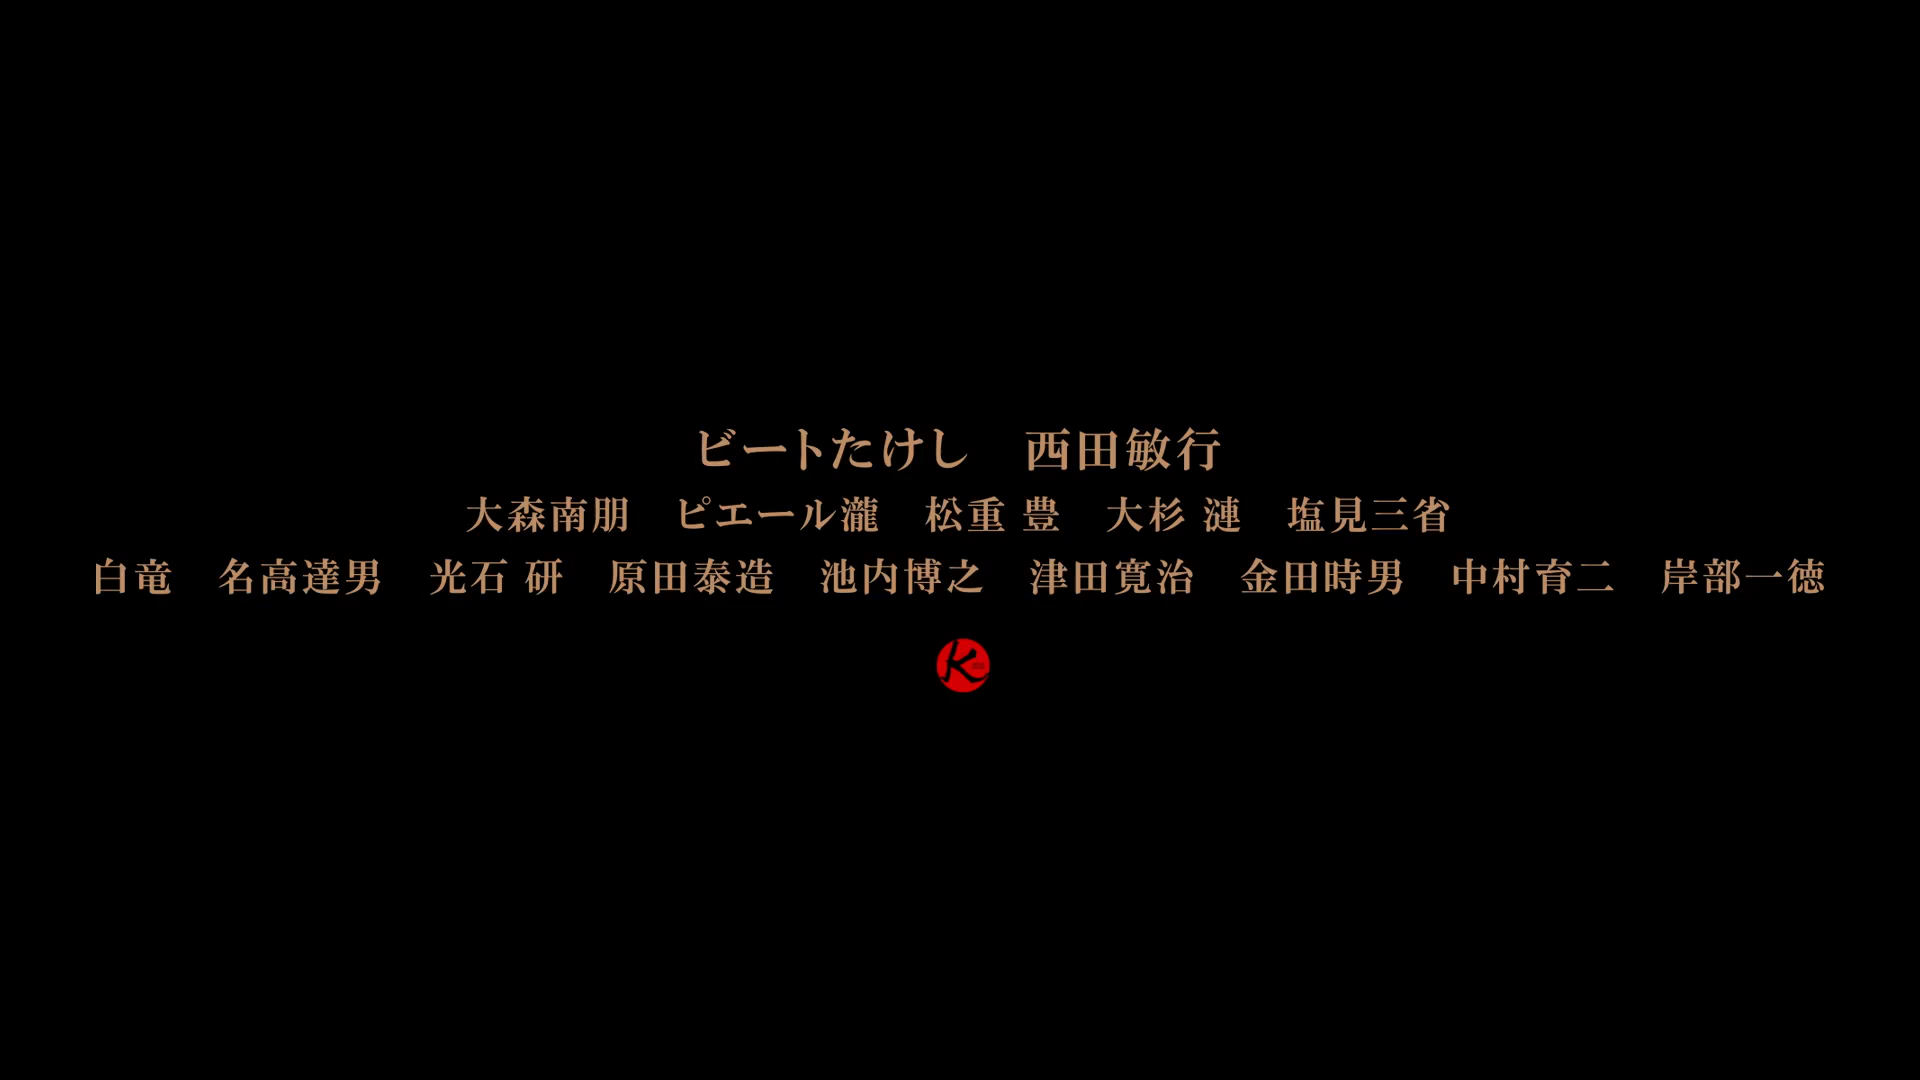 ビートたけし　西田敏行
大森南朋　ピエール瀧　松重 豊　大杉 漣　塩見三省
白竜　名高達男　光石 研　原田泰造　池内博之　津田寛治　金田時男　中村育二　岸部一徳
K